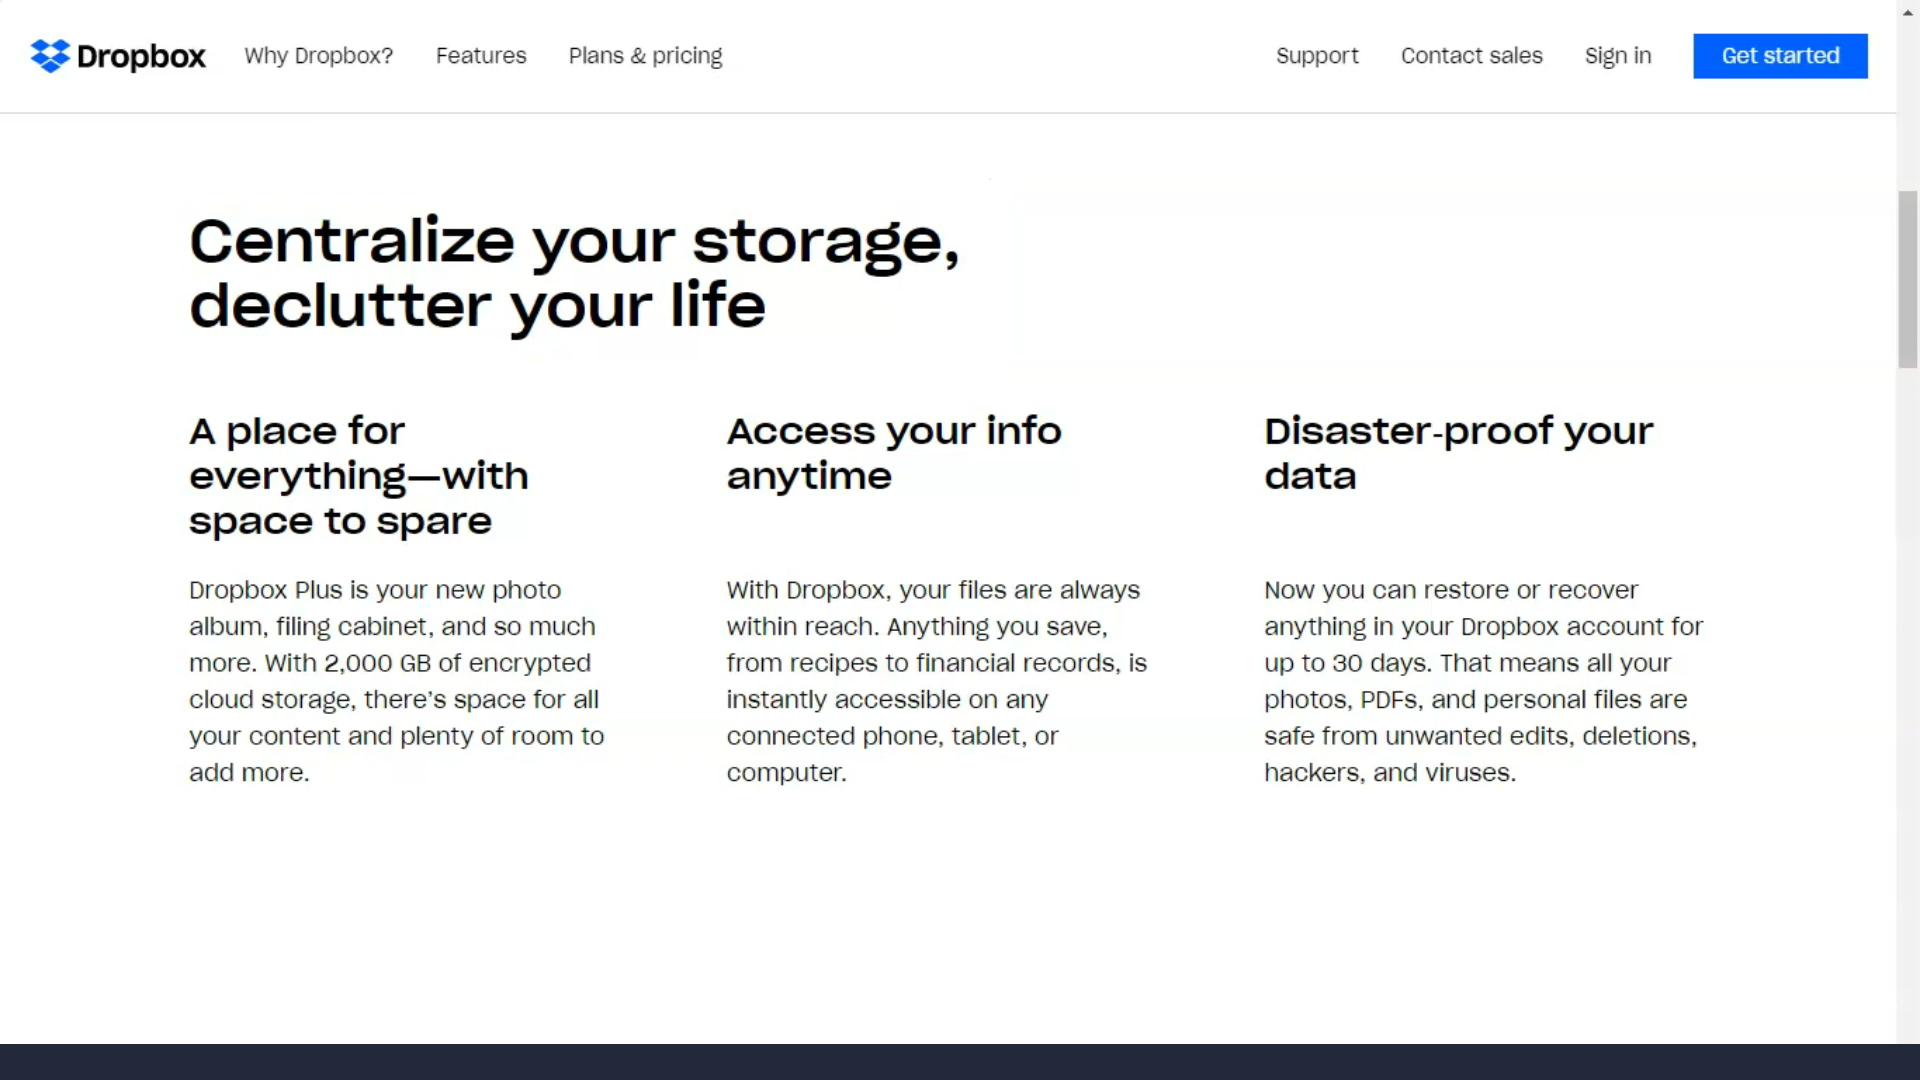 Dropbox
Why Dropbox?
Features
Plans & pricing
Support
Contact sales
Sign in
Get started
Centralize your storage,
declutter your life
A place for
everything—with
space to spare
Dropbox Plus is your new photo
album, filing cabinet, and so much
more. With 2,000 GB of encrypted
cloud storage, there’s space for all
your content and plenty of room to
add more.
Access your info
anytime
With Dropbox, your files are always
within reach. Anything you save,
from recipes to financial records, is
instantly accessible on any
connected phone, tablet, or
computer.
Disaster-proof your
data
Now you can restore or recover
anything in your Dropbox account for
up to 30 days. That means all your
photos, PDFs, and personal files are
safe from unwanted edits, deletions,
hackers, and viruses.